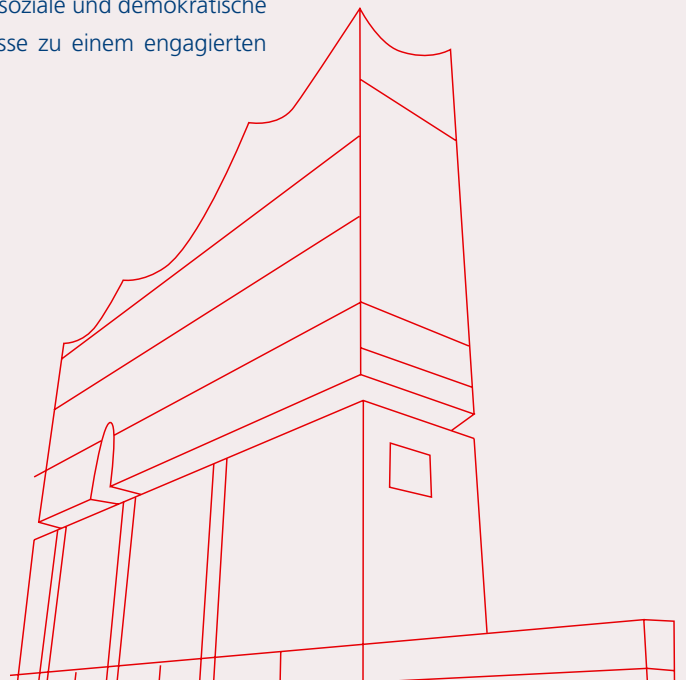 soziale und demokratische
sse zu einem engagierten